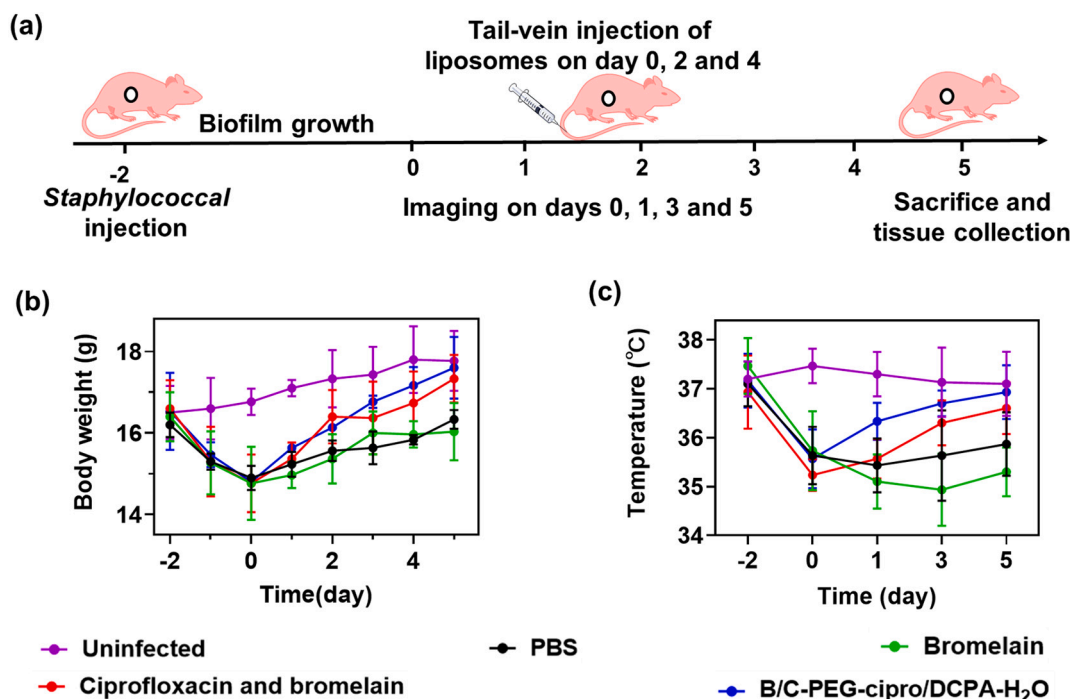 (a)
Tail-vein injection of
liposomes on day 0, 2 and 4
Biofilm growth
-2 0 1 2 3 4 5
Staphylococcal
injection
Imaging on days 0, 1, 3 and 5
Sacrifice and
tissue collection
(b)
Body weight (g)
18
16
14
-2 0 2 4
Time(day)
(c)
Temperature (°C)
37
36
35
34
-2 0 1 3 5
Time (day)
Uninfected
PBS
Bromelain
Ciprofloxacin and bromelain
B/C-PEG-cipro/DCPA-H₂O